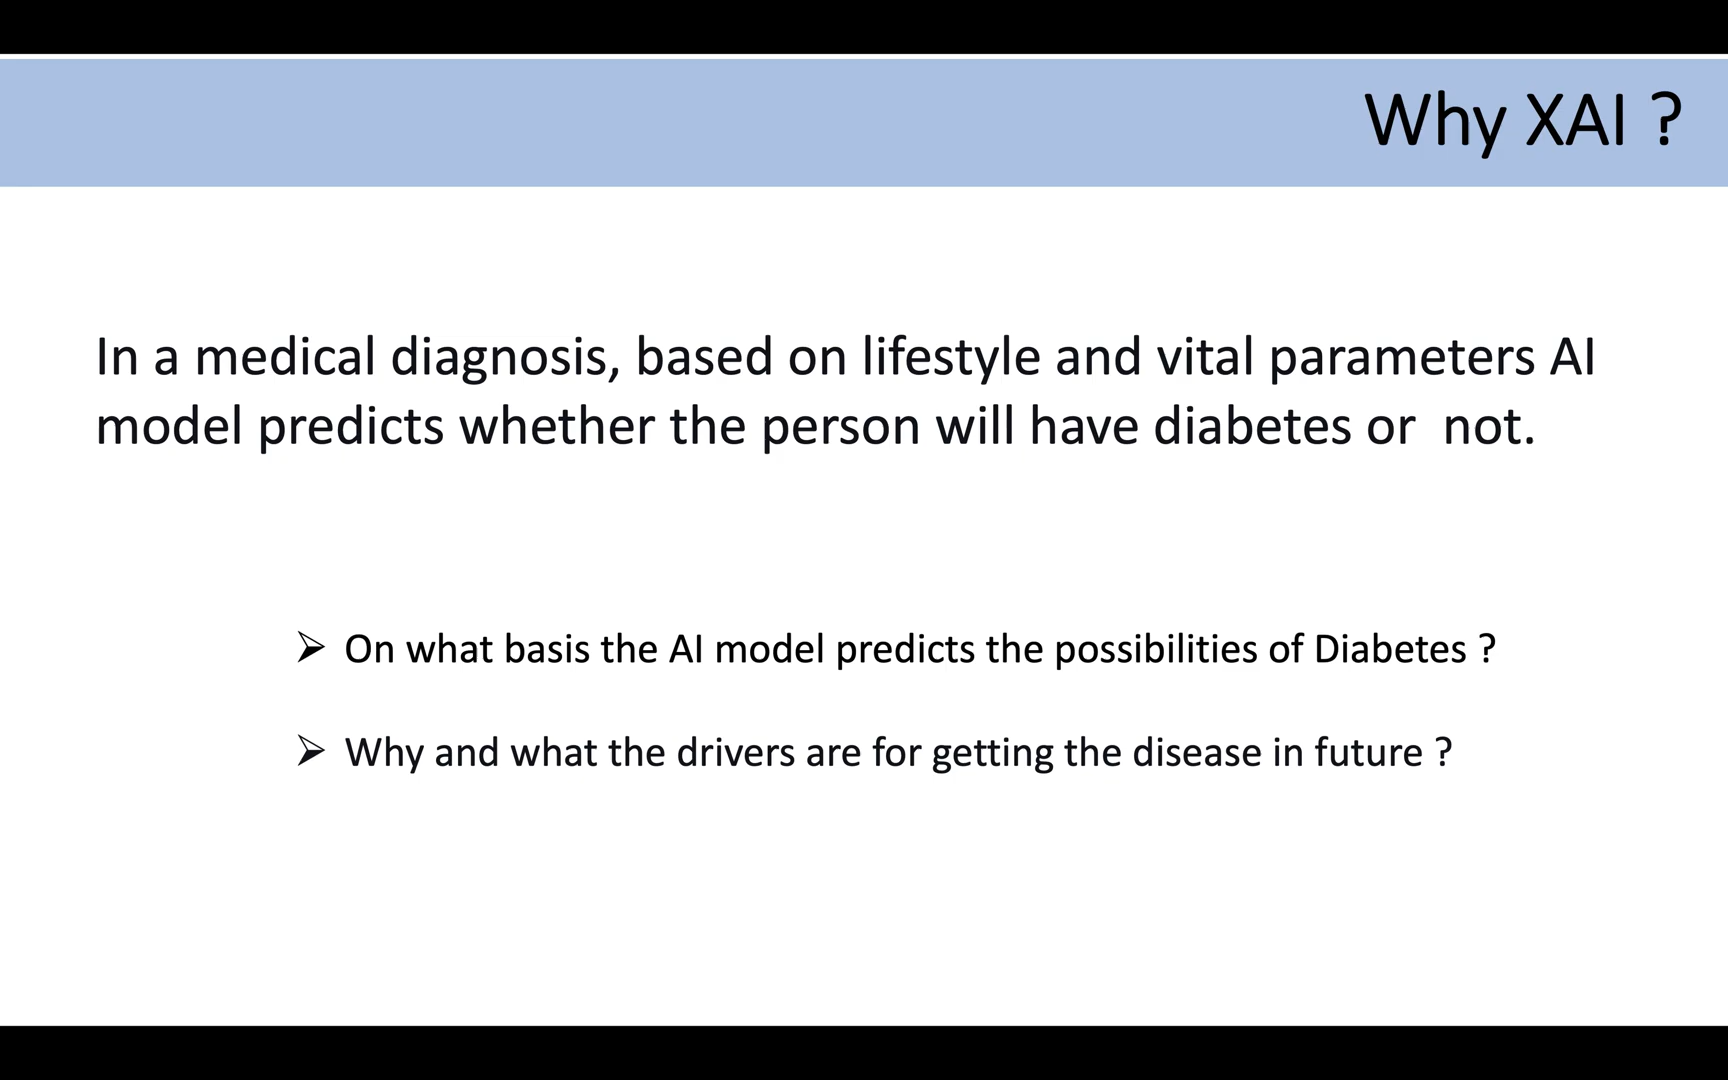 Why XAI ?
In a medical diagnosis, based on lifestyle and vital parameters AI
model predicts whether the person will have diabetes or  not.
➢ On what basis the AI model predicts the possibilities of Diabetes ?
➢ Why and what the drivers are for getting the disease in future ?